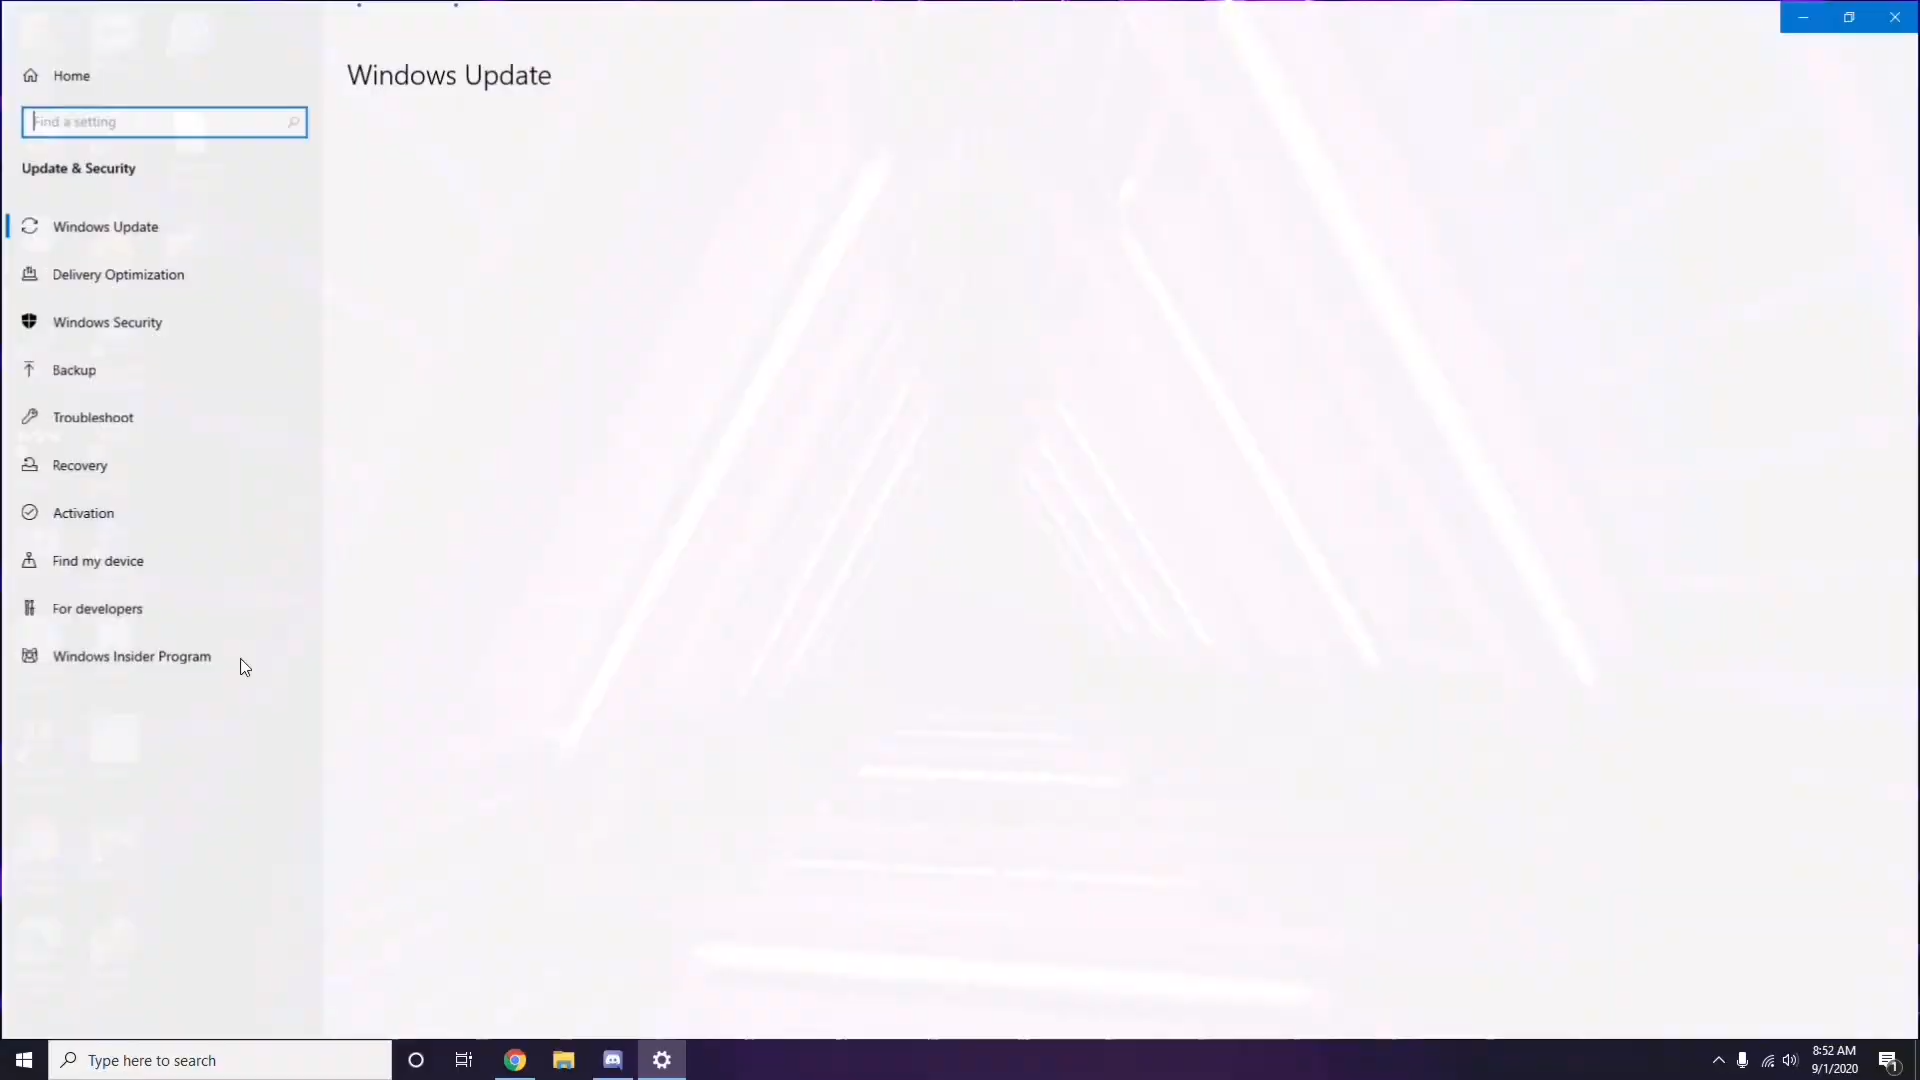 Home
Windows Update
Find a setting
Update & Security
Windows Update
Delivery Optimization
Windows Security
Backup
Troubleshoot
Recovery
Activation
Find my device
For developers
Windows Insider Program
Type here to search
8:52 AM
9/1/2020
1